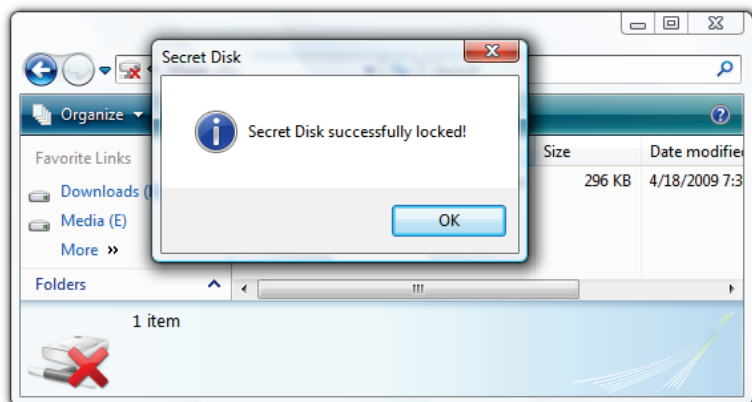 Secret Disk
Secret Disk successfully locked!
OK
Organize
Favorite Links
Downloads (
Media (E)
More »
Folders
Size
Date modifie
296 KB
4/18/2009 7:3
1 item